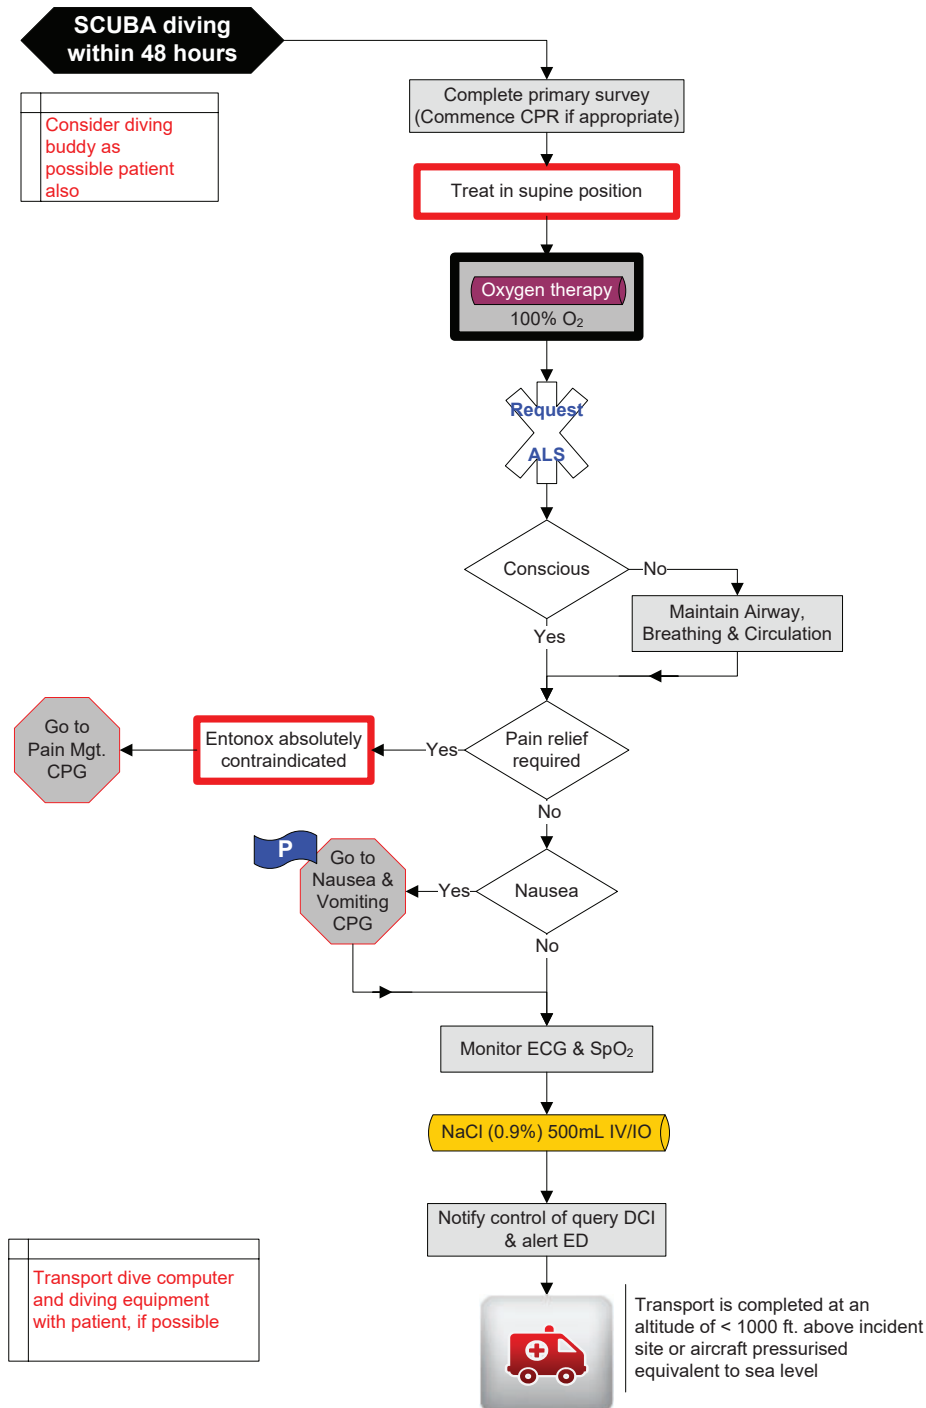 SCUBA diving
within 48 hours
Consider diving
buddy as
possible patient
also
Complete primary survey
(Commence CPR if appropriate)
Treat in supine position
Oxygen therapy
100% O₂
Request
ALS
Conscious
No
Maintain Airway,
Breathing & Circulation
Yes
Pain relief
required
Yes
Entonox absolutely
contraindicated
Go to
Pain Mgt.
CPG
No
Nausea
Yes
P
Go to
Nausea &
Vomiting
CPG
No
Monitor ECG & SpO₂
NaCl (0.9%) 500mL IV/IO
Notify control of query DCI
& alert ED
Transport dive computer
and diving equipment
with patient, if possible
Transport is completed at an
altitude of < 1000 ft. above incident
site or aircraft pressurised
equivalent to sea level